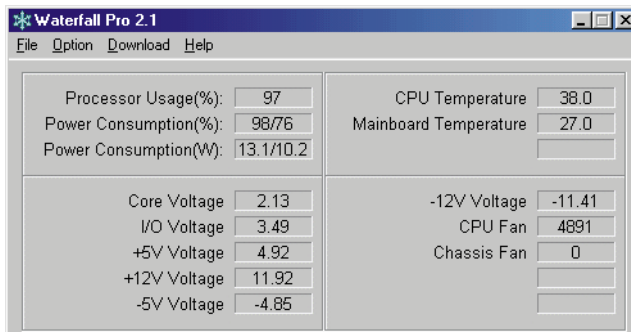 Waterfall Pro 2.1
File Option Download Help
Processor Usage(%): 97
Power Consumption(%): 98/76
Power Consumption(W): 13.1/10.2
CPU Temperature 38.0
Mainboard Temperature 27.0
Core Voltage 2.13
I/O Voltage 3.49
+5V Voltage 4.92
+12V Voltage 11.92
-5V Voltage -4.85
-12V Voltage -11.41
CPU Fan 4891
Chassis Fan 0